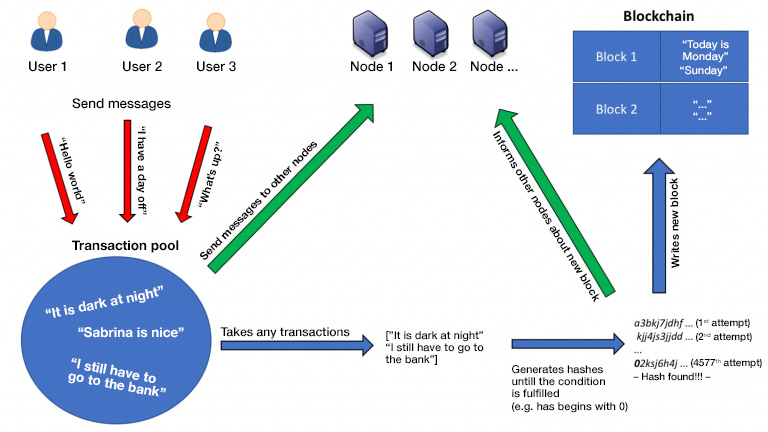 User 1
User 2
User 3
Node 1
Node 2
Node ...
Blockchain
Block 1
“Today is
Monday”
“Sunday”
Block 2
“...”
“...”
Send messages
“Hello world”
“I have a day
off”
“What's up?”
Send messages to other nodes
Informs other nodes about new block
Writes new block
Transaction pool
“It is dark at night”
“Sabrina is nice”
“I still have to
go to the bank”
Takes any transactions
["It is dark at night”
“I still have to go to
the bank”]
Generates hashes
untill the condition
is fulfilled
(e.g. has begins with 0)
a3bkj7jdhf ... (1st attempt)
kjj4js3jjdd ... (2nd attempt)
...
02ksj6h4j ... (4577th attempt)
– Hash found!!! –